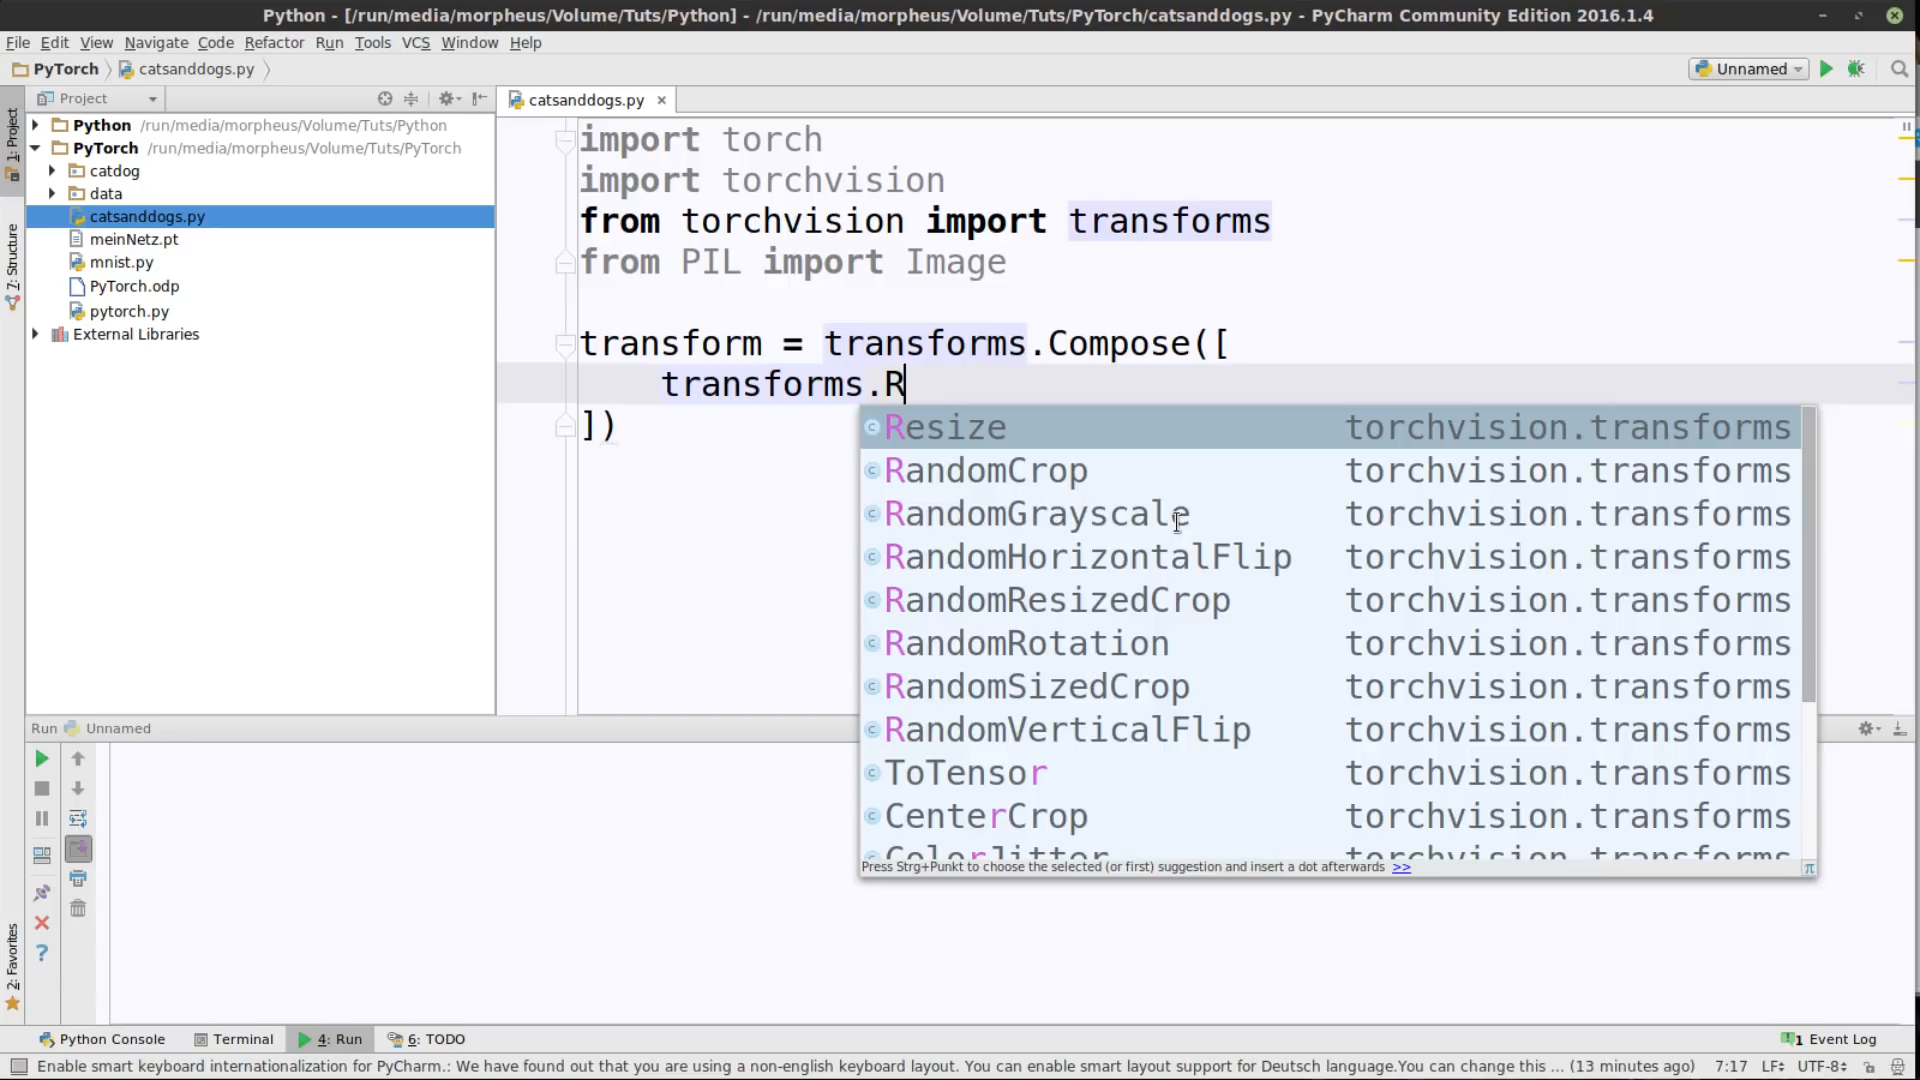 Python - [/run/media/morpheus/Volume/Tuts/Python] - /run/media/morpheus/Volume/Tuts/PyTorch/catsanddogs.py - PyCharm Community Edition 2016.1.4
File Edit View Navigate Code Refactor Run Tools VCS Window Help
PyTorch catsanddogs.py Unnamed
Project
catsanddogs.py
1: Project
7: Structure
2: Favorites
Python /run/media/morpheus/Volume/Tuts/Python
PyTorch /run/media/morpheus/Volume/Tuts/PyTorch
catdog
data
catsanddogs.py
meinNetz.pt
mnist.py
PyTorch.odp
pytorch.py
External Libraries
import torch
import torchvision
from torchvision import transforms
from PIL import Image
transform = transforms.Compose([
transforms.R
])
Resize torchvision.transforms
RandomCrop torchvision.transforms
RandomGrayscale torchvision.transforms
RandomHorizontalFlip torchvision.transforms
RandomResizedCrop torchvision.transforms
RandomRotation torchvision.transforms
RandomSizedCrop torchvision.transforms
RandomVerticalFlip torchvision.transforms
ToTensor torchvision.transforms
CenterCrop torchvision.transforms
ColorJitter torchvision.transforms
Press Strg+Punkt to choose the selected (or first) suggestion and insert a dot afterwards >>
Run Unnamed
Python Console Terminal 4: Run 6: TODO 1 Event Log
Enable smart keyboard internationalization for PyCharm.: We have found out that you are using a non-english keyboard layout. You can enable smart layout support for Deutsch language.You can change this ... (13 minutes ago) 7:17 LF UTF-8